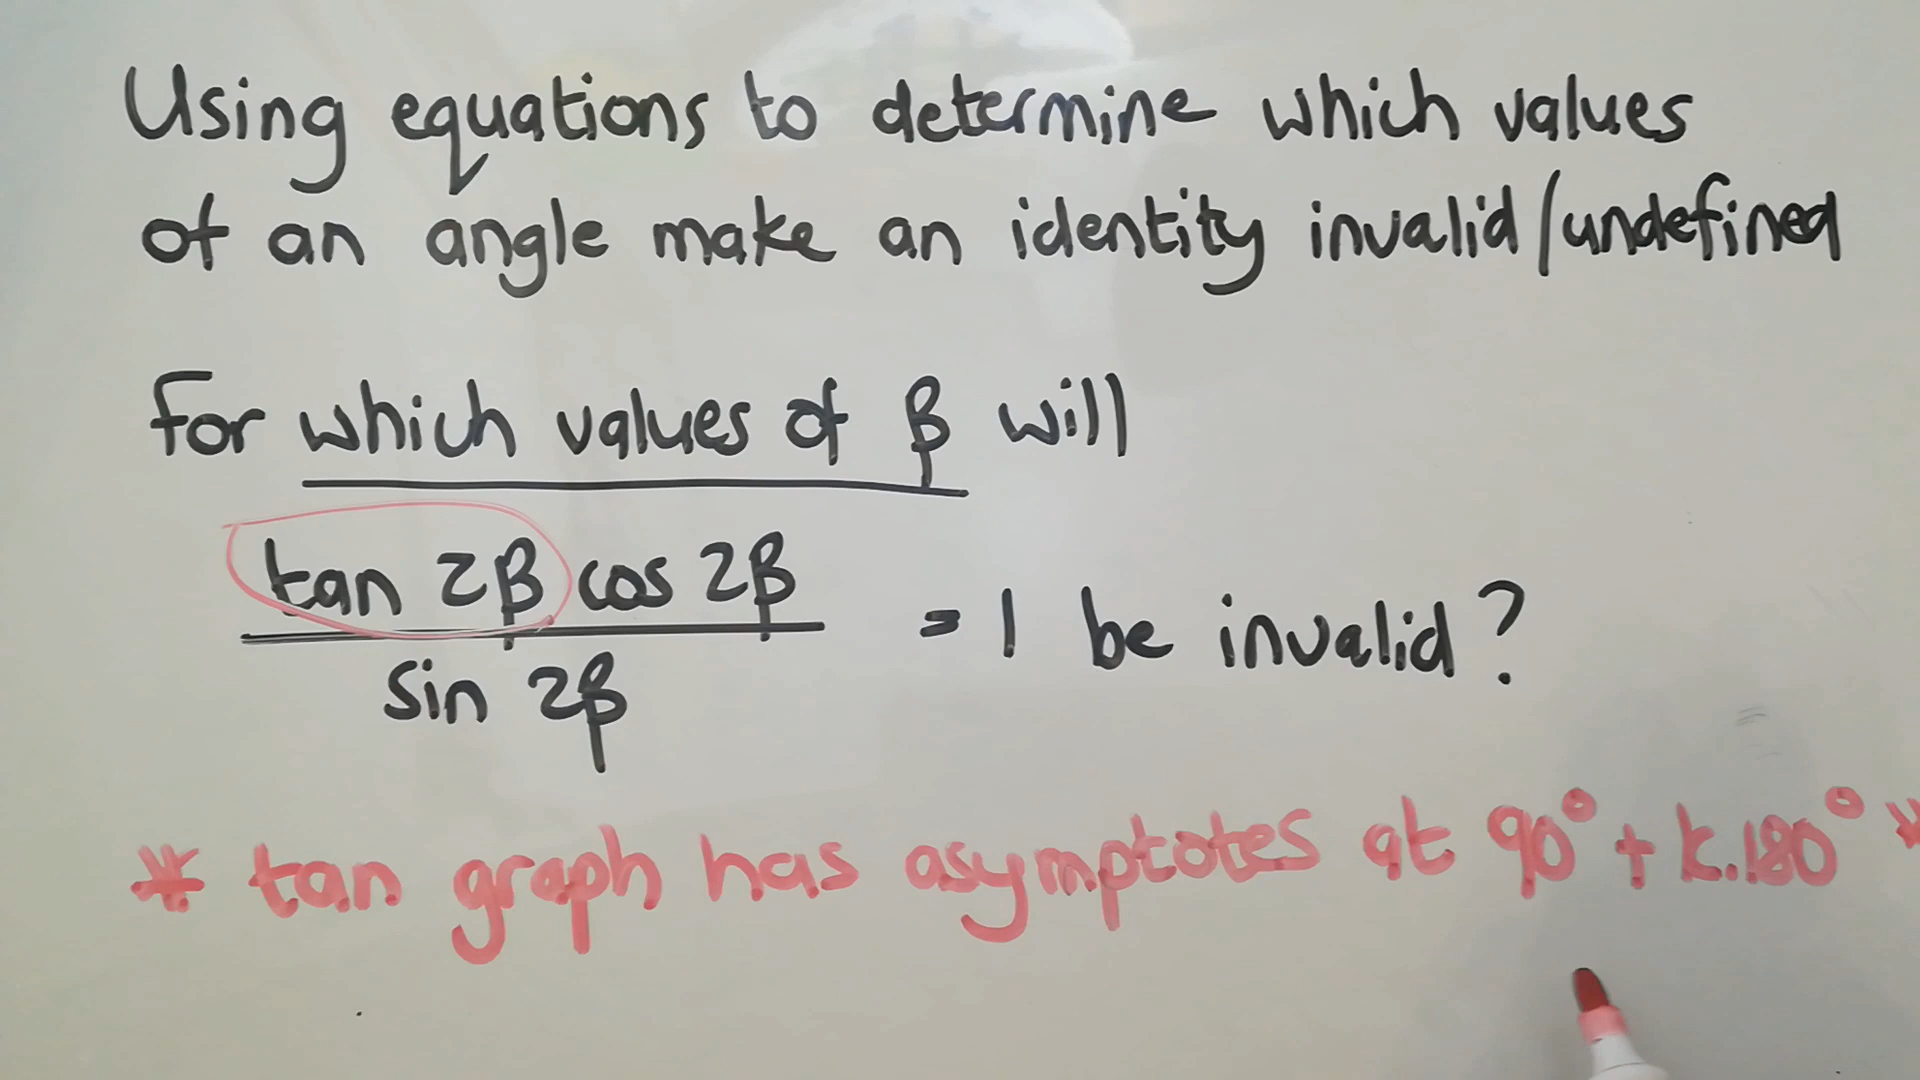 Using equations to determine which values
of an angle make an identity invalid/undefined
For which values of β will
tan 2β cos 2β
sin 2β
= 1 be invalid?
* tan graph has asymptotes at 90° + k.180° *